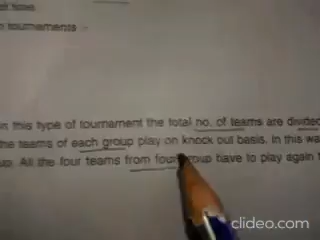 tournaments
in this type of tournament the total no. of teams are divided
the teams of each group play on knock out basis. In this wa
up. All the four teams from four group have to play again t
clideo.com